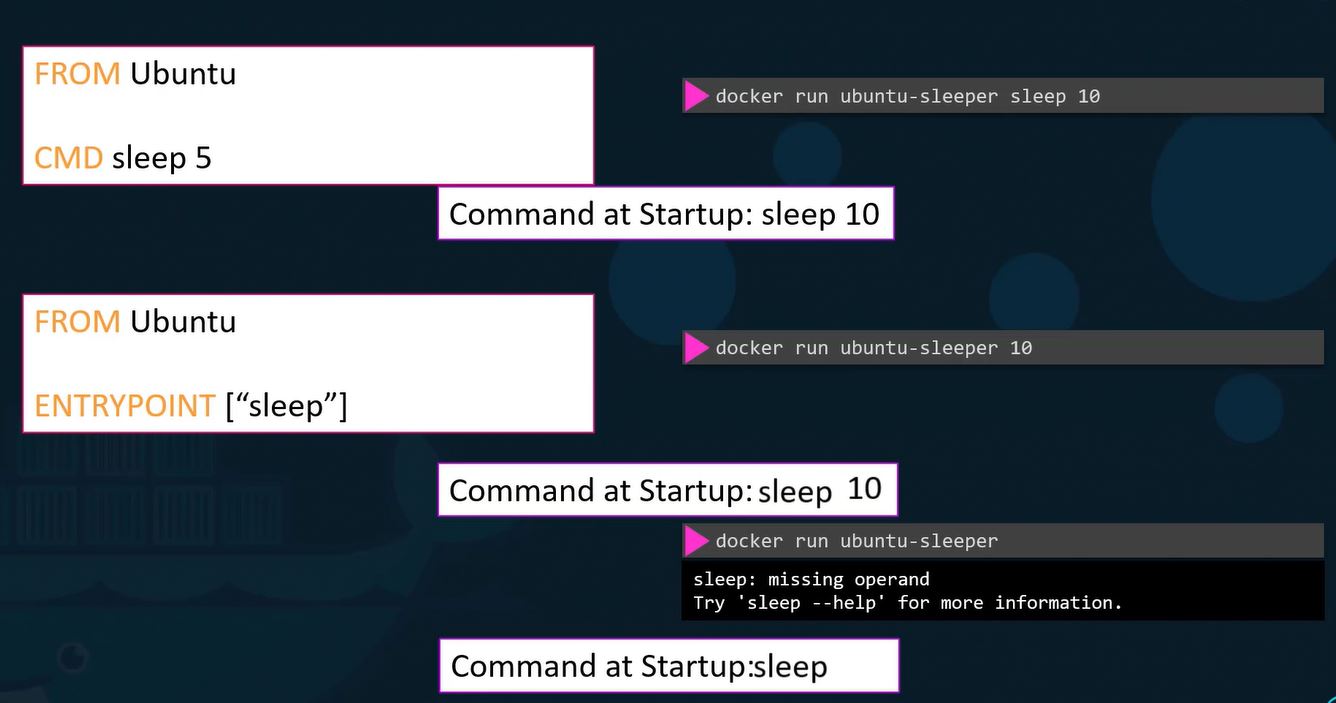 FROM Ubuntu
docker run ubuntu-sleeper sleep 10
CMD sleep 5
Command at Startup: sleep 10
FROM Ubuntu
docker run ubuntu-sleeper 10
ENTRYPOINT [“sleep”]
Command at Startup: sleep 10
docker run ubuntu-sleeper
sleep: missing operand
Try 'sleep --help' for more information.
Command at Startup:sleep